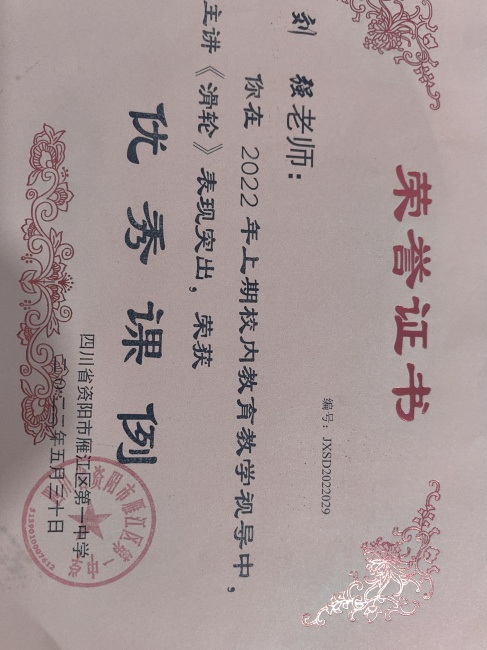 荣誉证书
编号：JXSD2022029
刘 强老师：
你在 2022 年上期校内教育教学视导中，
主讲《滑轮》表现突出，荣获
优秀课例
四川省资阳市雁江区第一中学
二〇二二年五月三十日